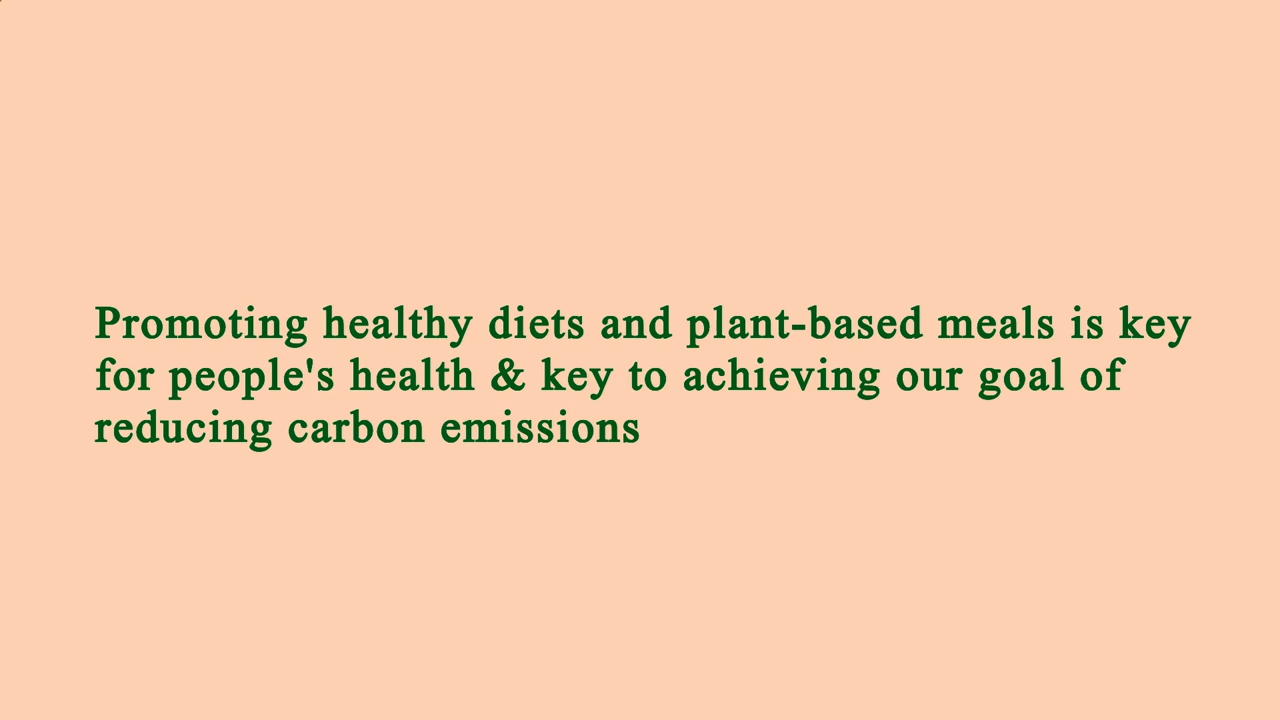 Promoting healthy diets and plant-based meals is key
for people's health & key to achieving our goal of
reducing carbon emissions